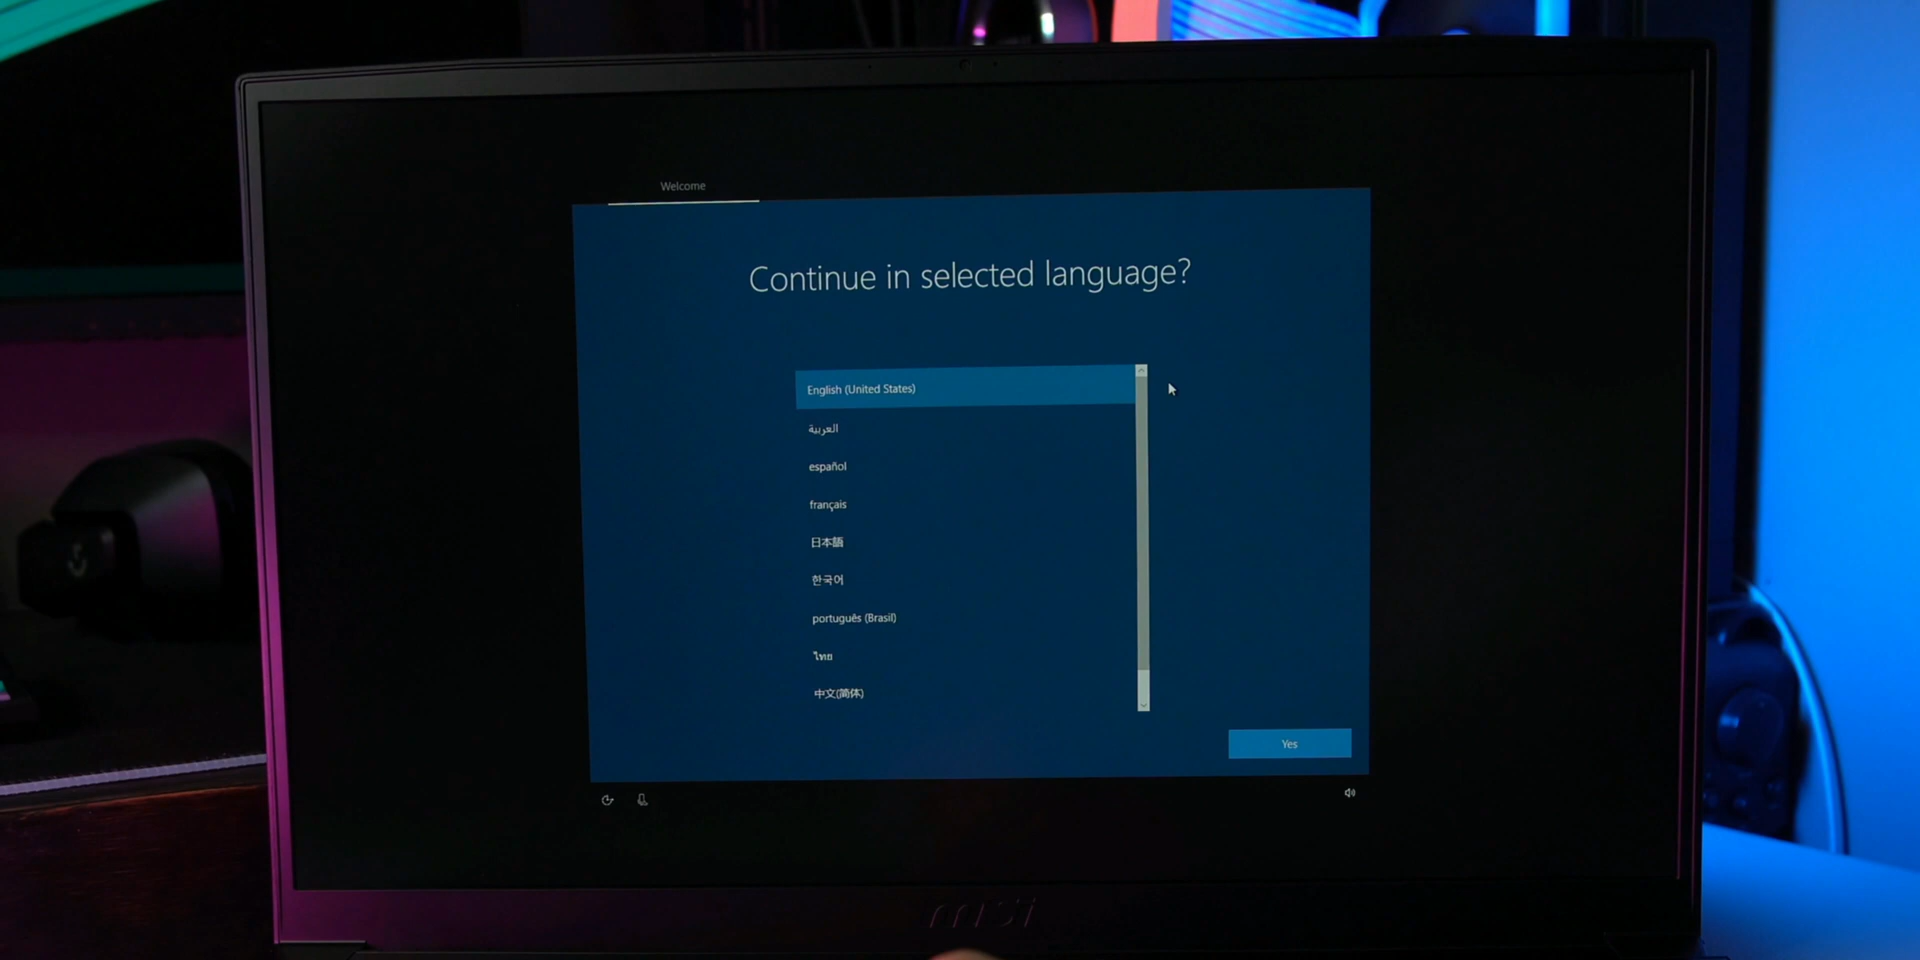 Welcome
Continue in selected language?
English (United States)
العربية
español
français
日本語
한국어
português (Brasil)
ไทย
中文(简体)
Yes
msi